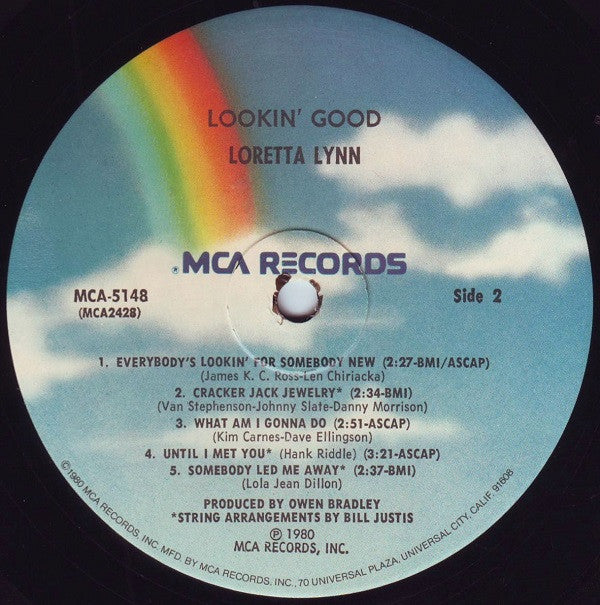 LOOKIN' GOOD
LORETTA LYNN
® MCA RECORDS
MCA-5148
(MCA2428)
Side 2
1. EVERYBODY'S LOOKIN' FOR SOMEBODY NEW (2:27-BMI/ASCAP)
(James K. C. Ross-Len Chiriacka)
2. CRACKER JACK JEWELRY* (2:34-BMI)
(Van Stephenson-Johnny Slate-Danny Morrison)
3. WHAT AM I GONNA DO (2:51-ASCAP)
(Kim Carnes-Dave Ellingson)
4. UNTIL I MET YOU* (Hank Riddle) (3:21-ASCAP)
5. SOMEBODY LED ME AWAY* (2:37-BMI)
(Lola Jean Dillon)
PRODUCED BY OWEN BRADLEY
*STRING ARRANGEMENTS BY BILL JUSTIS
℗ 1980
MCA RECORDS, INC.
©1980 MCA RECORDS, INC. MFD. BY MCA RECORDS, INC., 70 UNIVERSAL PLAZA, UNIVERSAL CITY, CALIF. 91608